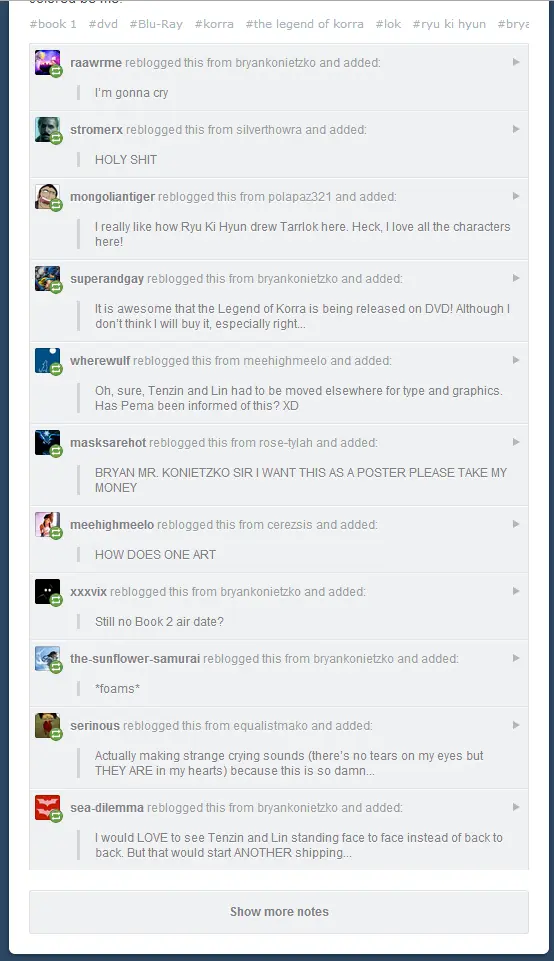 #book 1 #dvd #Blu-Ray #korra #the legend of korra #lok #ryu ki hyun #brya
raawrme reblogged this from bryankonietzko and added:
I'm gonna cry
stromerx reblogged this from silverthowra and added:
HOLY SHIT
mongoliantiger reblogged this from polapaz321 and added:
I really like how Ryu Ki Hyun drew Tarrlok here. Heck, I love all the characters
here!
superandgay reblogged this from bryankonietzko and added:
It is awesome that the Legend of Korra is being released on DVD! Although I
don't think I will buy it, especially right...
wherewulf reblogged this from meehighmeelo and added:
Oh, sure, Tenzin and Lin had to be moved elsewhere for type and graphics.
Has Pema been informed of this? XD
masksarehot reblogged this from rose-tylah and added:
BRYAN MR. KONIETZKO SIR I WANT THIS AS A POSTER PLEASE TAKE MY
MONEY
meehighmeelo reblogged this from cerezsis and added:
HOW DOES ONE ART
xxxvix reblogged this from bryankonietzko and added:
Still no Book 2 air date?
the-sunflower-samurai reblogged this from bryankonietzko and added:
*foams*
serinous reblogged this from equalistmako and added:
Actually making strange crying sounds (there's no tears on my eyes but
THEY ARE in my hearts) because this is so damn...
sea-dilemma reblogged this from bryankonietzko and added:
I would LOVE to see Tenzin and Lin standing face to face instead of back to
back. But that would start ANOTHER shipping...
Show more notes